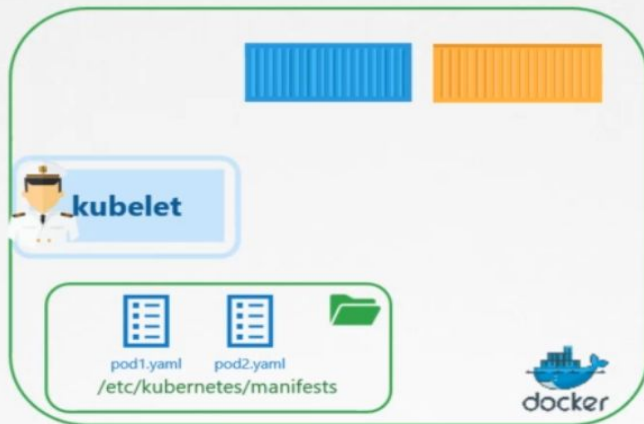 kubelet
pod1.yaml pod2.yaml
/etc/kubernetes/manifests
docker